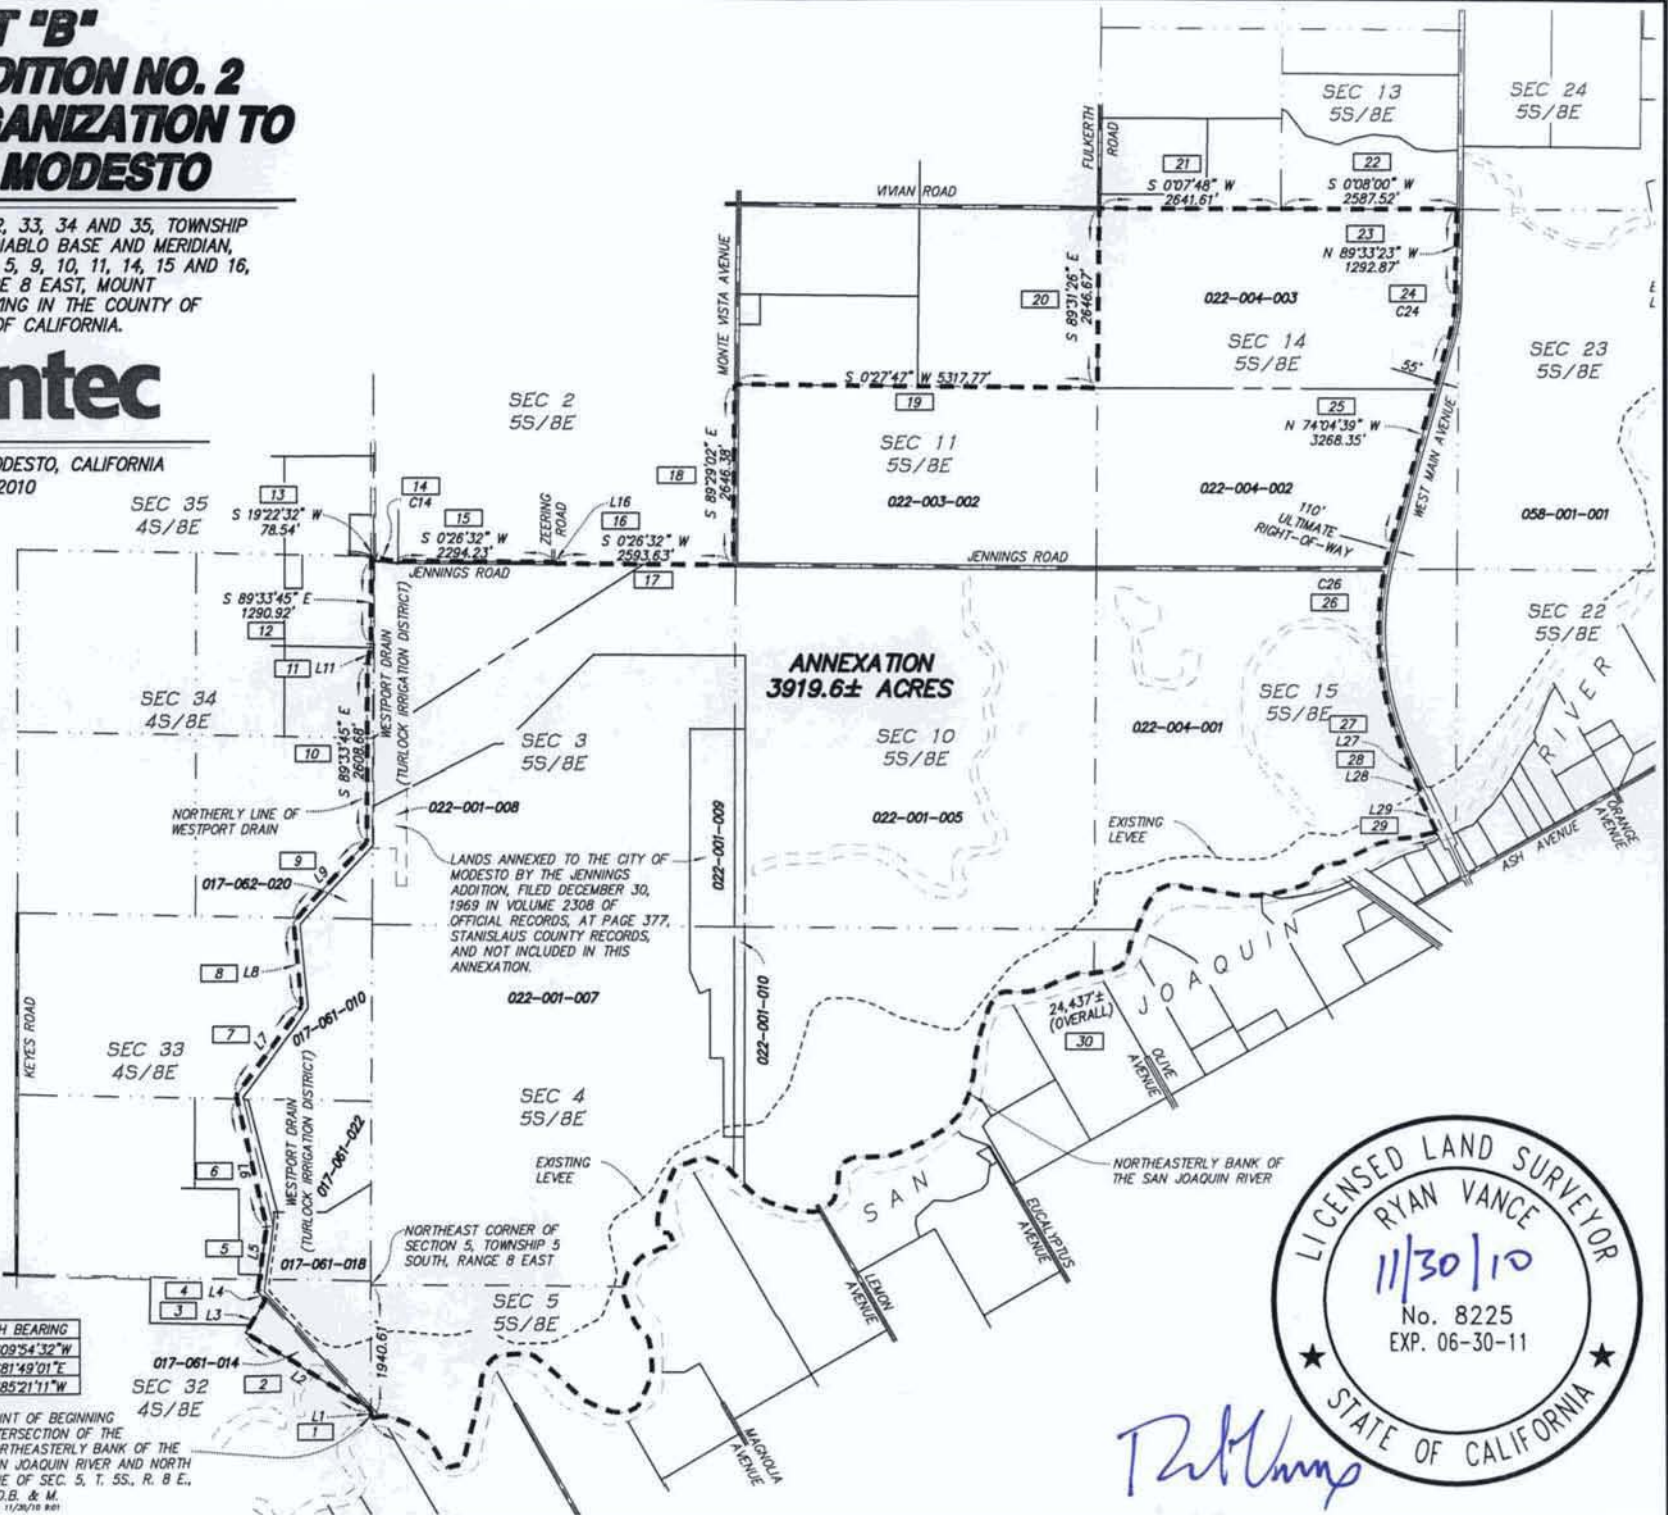 T "B"
DITION NO. 2
GANIZATION TO
MODESTO
2, 33, 34 AND 35, TOWNSHIP
DIABLO BASE AND MERIDIAN,
5, 9, 10, 11, 14, 15 AND 16,
E 8 EAST, MOUNT
ING IN THE COUNTY OF
OF CALIFORNIA.
ntec
ODESTO, CALIFORNIA
2010
SEC 13
5S/8E
SEC 24
5S/8E
FULKERTH
ROAD
21
S 0°07'48" W
2641.61'
22
S 0°08'00" W
2587.52'
VIVIAN ROAD
23
N 89°33'23" W
1292.87'
MONTE VISTA AVENUE
20
S 89°31'26" E
2646.67'
022-004-003
24
C24
SEC 14
5S/8E
SEC 23
5S/8E
55'
S 0°27'47" W 5317.77'
19
SEC 2
5S/8E
25
N 74°04'39" W
3268.35'
WEST MAIN AVENUE
SEC 11
5S/8E
18
S 89°29'02" E
2646.38'
022-003-002
022-004-002
110'
ULTIMATE
RIGHT-OF-WAY
058-001-001
SEC 35
4S/8E
13
S 19°22'32" W
78.54'
14
C14
15
S 0°26'32" W
2294.23'
ZEERING
ROAD
L16
16
S 0°26'32" W
2593.63'
JENNINGS ROAD
17
JENNINGS ROAD
S 89°33'45" E
1290.92'
12
11 L11
WESTPORT DRAIN
(TURLOCK IRRIGATION DISTRICT)
C26
26
SEC 22
5S/8E
ANNEXATION
3919.6± ACRES
SEC 34
4S/8E
10
S 89°33'45" E
2608.68'
SEC 3
5S/8E
SEC 10
5S/8E
022-004-001
SEC 15
5S/8E
27
L27
28
L28
L29
29
RIVER
NORTHERLY LINE OF
WESTPORT DRAIN
022-001-008
022-001-009
022-001-005
EXISTING
LEVEE
ASH AVENUE
ORANGE
AVENUE
9
L9
017-062-020
LANDS ANNEXED TO THE CITY OF
MODESTO BY THE JENNINGS
ADDITION, FILED DECEMBER 30,
1969 IN VOLUME 2308 OF
OFFICIAL RECORDS, AT PAGE 377,
STANISLAUS COUNTY RECORDS,
AND NOT INCLUDED IN THIS
ANNEXATION.
8 L8
022-001-007
022-001-010
24,437'±
(OVERALL)
30
JOAQUIN
KEYES ROAD
7
L7
017-061-010
SEC 33
4S/8E
OLIVE
AVENUE
SEC 4
5S/8E
WESTPORT DRAIN
(TURLOCK IRRIGATION DISTRICT)
017-061-022
6
L6
EXISTING
LEVEE
NORTHEASTERLY BANK OF
THE SAN JOAQUIN RIVER
SAN
EUCALYPTUS
AVENUE
5
L5
017-061-018
NORTHEAST CORNER OF
SECTION 5, TOWNSHIP 5
SOUTH, RANGE 8 EAST
4 L4
3 L3
SEC 5
5S/8E
LEMON
AVENUE
1940.61'
H BEARING
09°54'32"W
81°49'01"E
85°21'11"W
017-061-014
SEC 32
4S/8E
2
L2
L1
1
INT OF BEGINNING
TERSECTION OF THE
RTHEASTERLY BANK OF THE
N JOAQUIN RIVER AND NORTH
E OF SEC. 5, T. 5S., R. 8 E.,
D.B. & M.
MAGNOLIA
AVENUE
LICENSED LAND SURVEYOR
RYAN VANCE
11/30/10
No. 8225
EXP. 06-30-11
STATE OF CALIFORNIA